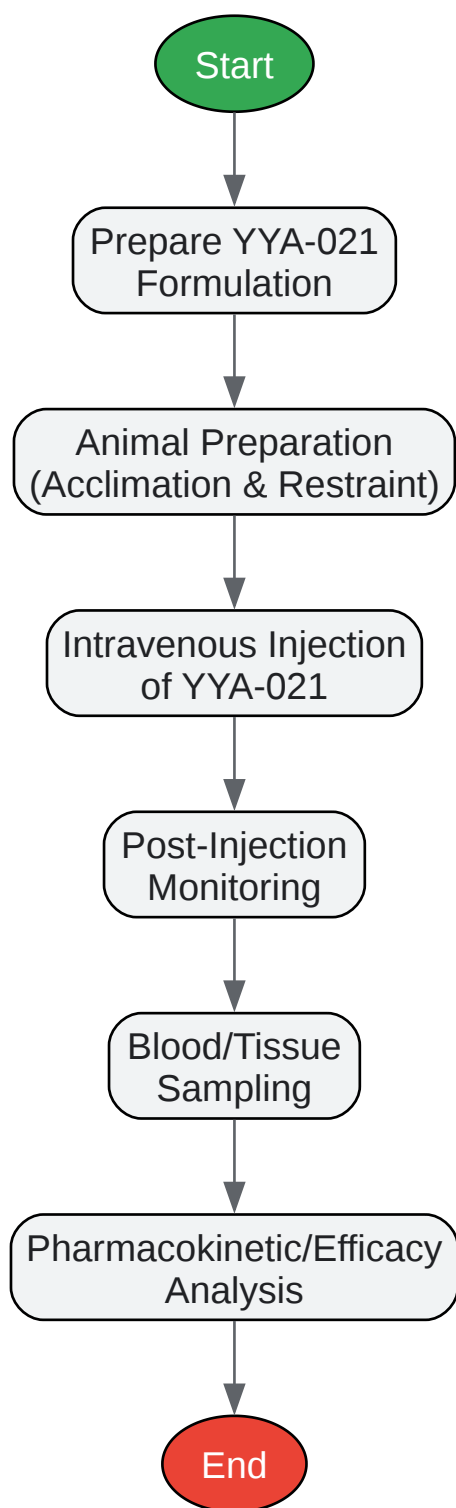 Start
Prepare YYA-021
Formulation
Animal Preparation
(Acclimation & Restraint)
Intravenous Injection
of YYA-021
Post-Injection
Monitoring
Blood/Tissue
Sampling
Pharmacokinetic/Efficacy
Analysis
End